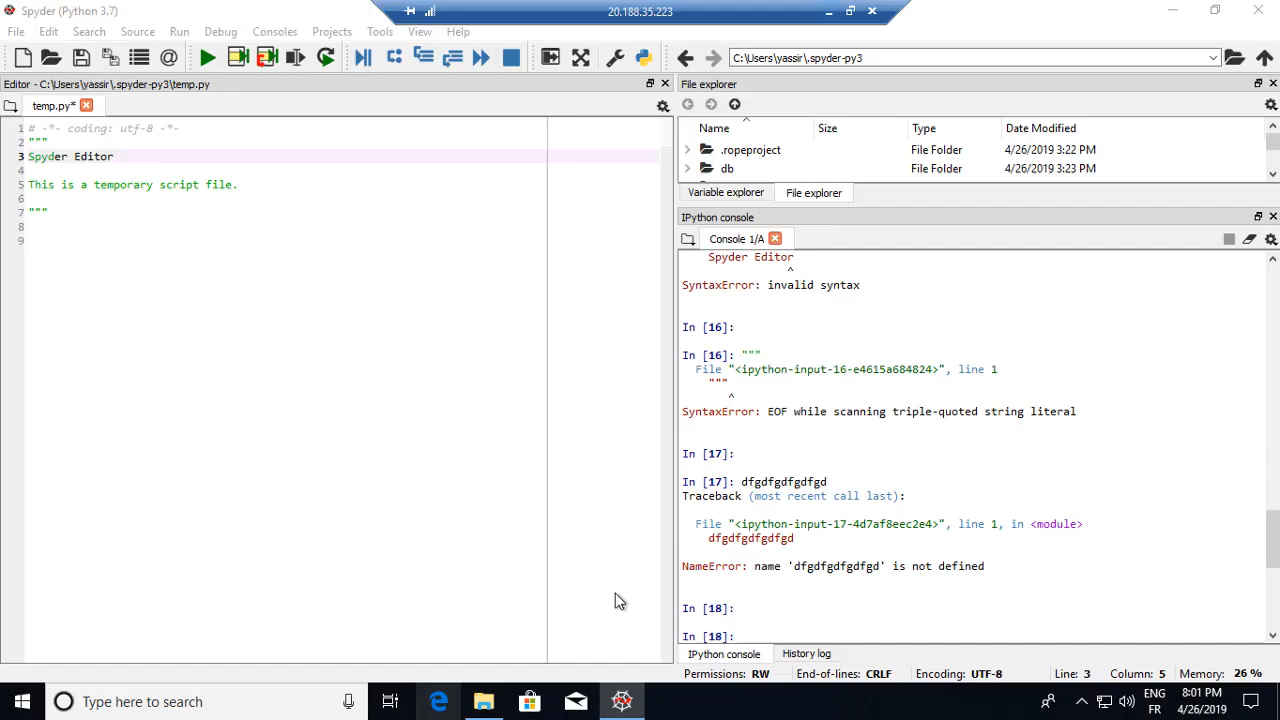 Spyder (Python 3.7)
20.188.35.223
File Edit Search Source Run Debug Consoles Projects Tools View Help
C:\Users\yassir\.spyder-py3
Editor - C:\Users\yassir\.spyder-py3\temp.py
temp.py*
1 # -*- coding: utf-8 -*-
2 """
3 Spyder Editor
4
5 This is a temporary script file.
6
7 """
8
9
File explorer
Name Size Type Date Modified
.ropeproject File Folder 4/26/2019 3:22 PM
db File Folder 4/26/2019 3:23 PM
Variable explorer File explorer
IPython console
Console 1/A
Spyder Editor
^
SyntaxError: invalid syntax
In [16]:
In [16]: """
File "<ipython-input-16-e4615a684824>", line 1
"""
^
SyntaxError: EOF while scanning triple-quoted string literal
In [17]:
In [17]: dfgdfgdfgdfgd
Traceback (most recent call last):
File "<ipython-input-17-4d7af8eec2e4>", line 1, in <module>
dfgdfgdfgdfgd
NameError: name 'dfgdfgdfgdfgd' is not defined
In [18]:
In [18]:
IPython console History log
Permissions: RW End-of-lines: CRLF Encoding: UTF-8 Line: 3 Column: 5 Memory: 26 %
Type here to search
ENG
FR
8:01 PM
4/26/2019